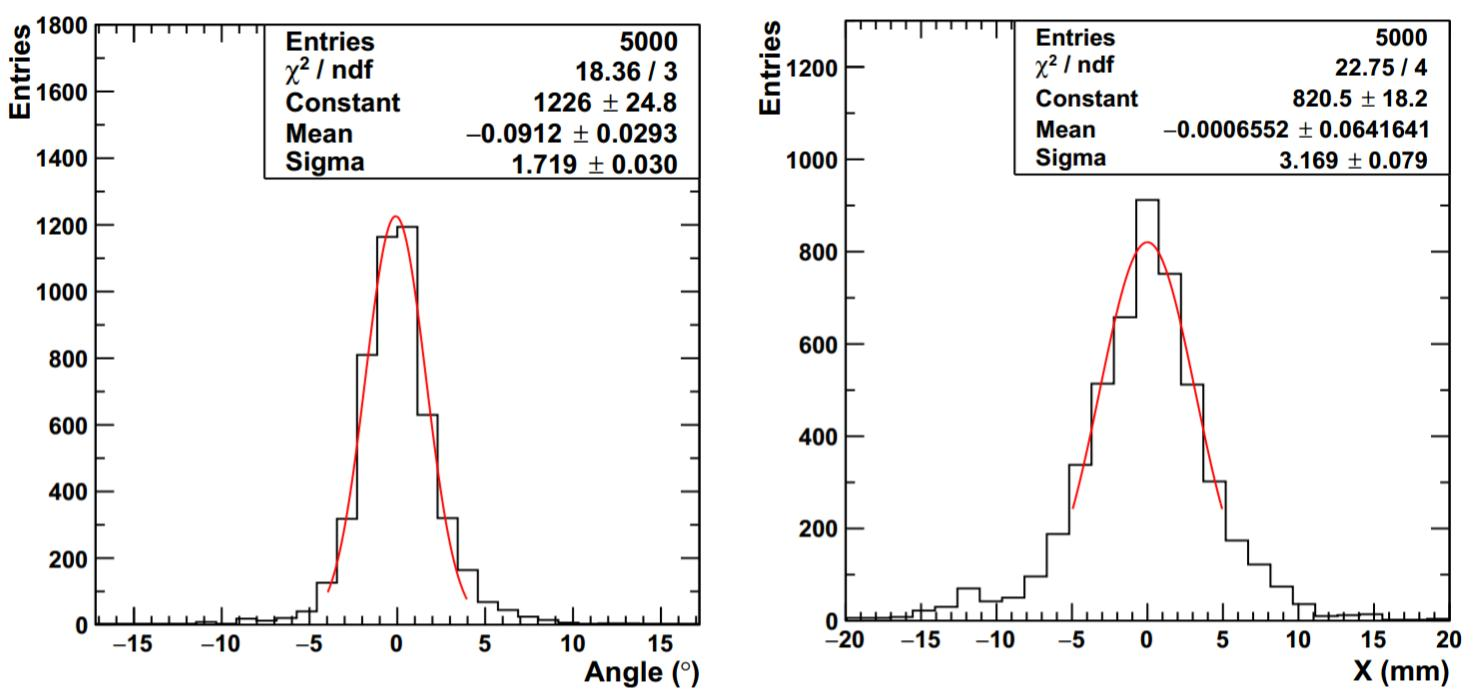 Entries
1800
1600
1400
1200
1000
800
600
400
200
0
Entries 5000
χ² / ndf 18.36 / 3
Constant 1226 ± 24.8
Mean −0.0912 ± 0.0293
Sigma 1.719 ± 0.030
−15 −10 −5 0 5 10 15
Angle (°)
Entries
1200
1000
800
600
400
200
0
Entries 5000
χ² / ndf 22.75 / 4
Constant 820.5 ± 18.2
Mean −0.0006552 ± 0.0641641
Sigma 3.169 ± 0.079
−20 −15 −10 −5 0 5 10 15 20
X (mm)